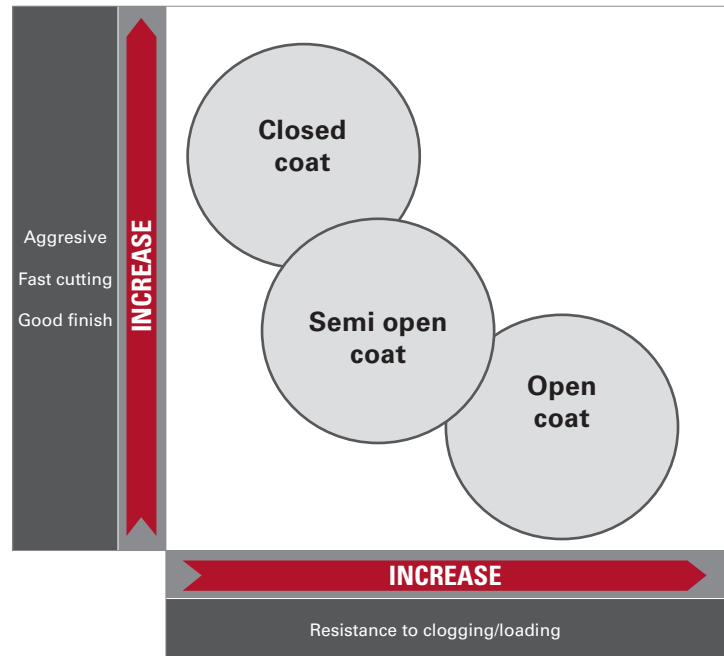 Closed
coat
Aggresive
Fast cutting
Good finish
INCREASE
Semi open
coat
Open
coat
INCREASE
Resistance to clogging/loading